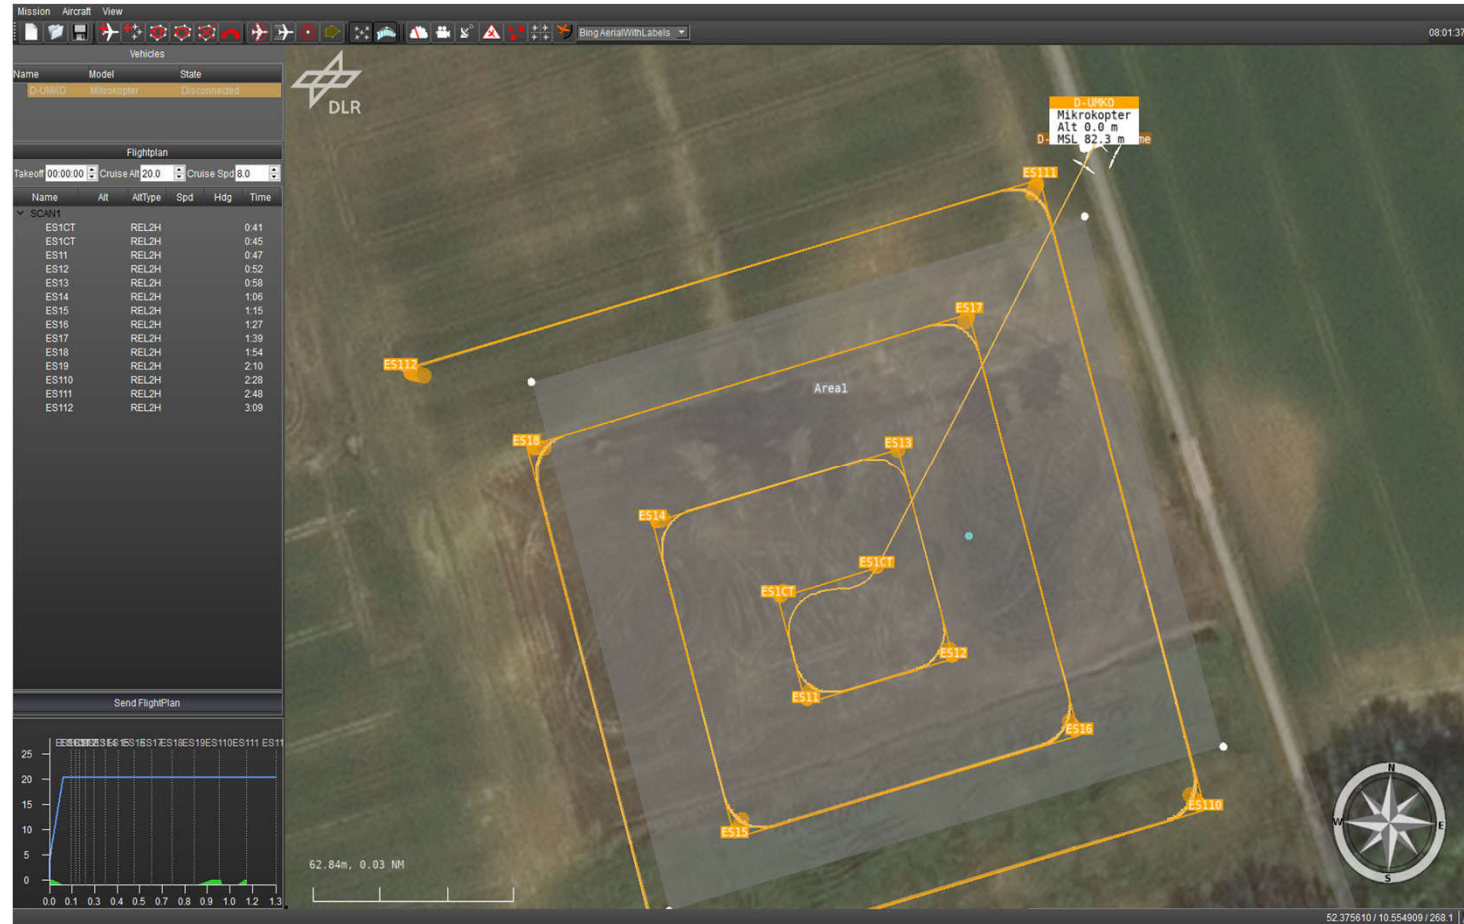 Mission Aircraft View
BingAerialWithLabels
08:01:37
Vehicles
Name Model State
D-UMKO Mikrokopter Disconnected
Flightplan
Takeoff 00:00:00 Cruise Alt 20.0 Cruise Spd 8.0
Name Alt AltType Spd Hdg Time
SCAN1
ES1CT REL2H 0:41
ES1CT REL2H 0:45
ES11 REL2H 0:47
ES12 REL2H 0:52
ES13 REL2H 0:58
ES14 REL2H 1:06
ES15 REL2H 1:15
ES16 REL2H 1:27
ES17 REL2H 1:39
ES18 REL2H 1:54
ES19 REL2H 2:10
ES110 REL2H 2:28
ES111 REL2H 2:48
ES112 REL2H 3:09
Send FlightPlan
25
20
15
10
5
0
0.0 0.1 0.3 0.4 0.5 0.7 0.8 0.9 1.0 1.2 1.3
DLR
D-UMKO
Mikrokopter
Alt 0.0 m
MSL 82.3 m
ES111
ES17
ES112
Area1
ES18
ES13
ES14
ES1CT
ES1CT
ES12
ES11
ES16
ES110
ES15
62.84m, 0.03 NM
N
W
E
S
52.375610 / 10.554909 / 268.1